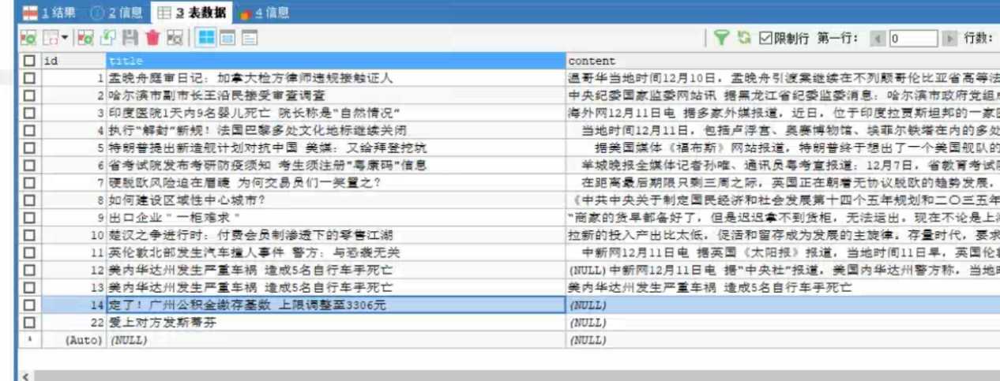 1 结果 2 信息 3 表数据 4 信息
限制行 第一行: 0 行数:
id title content
1 孟晚舟庭审日记：加拿大检方律师违规接触证人 温哥华当地时间12月10日，孟晚舟引渡案继续在不列颠哥伦比亚省高等法
2 哈尔滨市副市长王沿民接受审查调查 中央纪委国家监委网站讯 据黑龙江省纪委监委消息：哈尔滨市政府党组
3 印度医院1天内9名婴儿死亡 院长称是“自然情况” 海外网12月11日电 据多家外媒报道，近日，位于印度拉贾斯坦邦的一家
4 执行“解封”新规！法国巴黎多处文化地标继续关闭 当地时间12月11日，包括卢浮宫、奥赛博物馆、埃菲尔铁塔在内的多处
5 特朗普提出新造舰计划对抗中国 美媒：又给拜登挖坑 据美国媒体《福布斯》网站报道，特朗普终于想出了一个美国舰队的
6 省考试院发布考研防疫须知 考生须注册“粤康码”信息 羊城晚报全媒体记者孙唯、通讯员粤考宣报道：12月7日，省教育考试院
7 硬脱欧风险迫在眉睫 为何交易员们一笑置之？ 在距离最后期限只剩三周之际，英国正在朝着无协议脱欧的趋势发展，
8 如何建设区域性中心城市？ 《中共中央关于制定国民经济和社会发展第十四个五年规划和二〇三五年
9 出口企业＂一柜难求＂ “商家的货早都备好了，但是迟迟拿不到货柜，无法运出。现在不论是上海
10 楚汉之争进行时：付费会员制渗透下的零售江湖 拉新的投入产出比太低，促活和留存成为发展的主旋律。存量时代，要求
11 英伦敦北部发生汽车撞人事件 警方：与恐袭无关 中新网12月11日电 据英国《太阳报》报道，当地时间11日早，英国伦敦
12 美内华达州发生严重车祸 造成5名自行车手死亡 (NULL)中新网12月11日电 据“中央社”报道，美国内华达州警方称，当地时
13 美内华达州发生严重车祸 造成5名自行车手死亡 美内华达州发生严重车祸 造成5名自行车手死亡
14 定了！广州公积金缴存基数 上限调整至3306元 (NULL)
22 爱上对方发斯蒂芬 (NULL)
* (Auto) (NULL) (NULL)